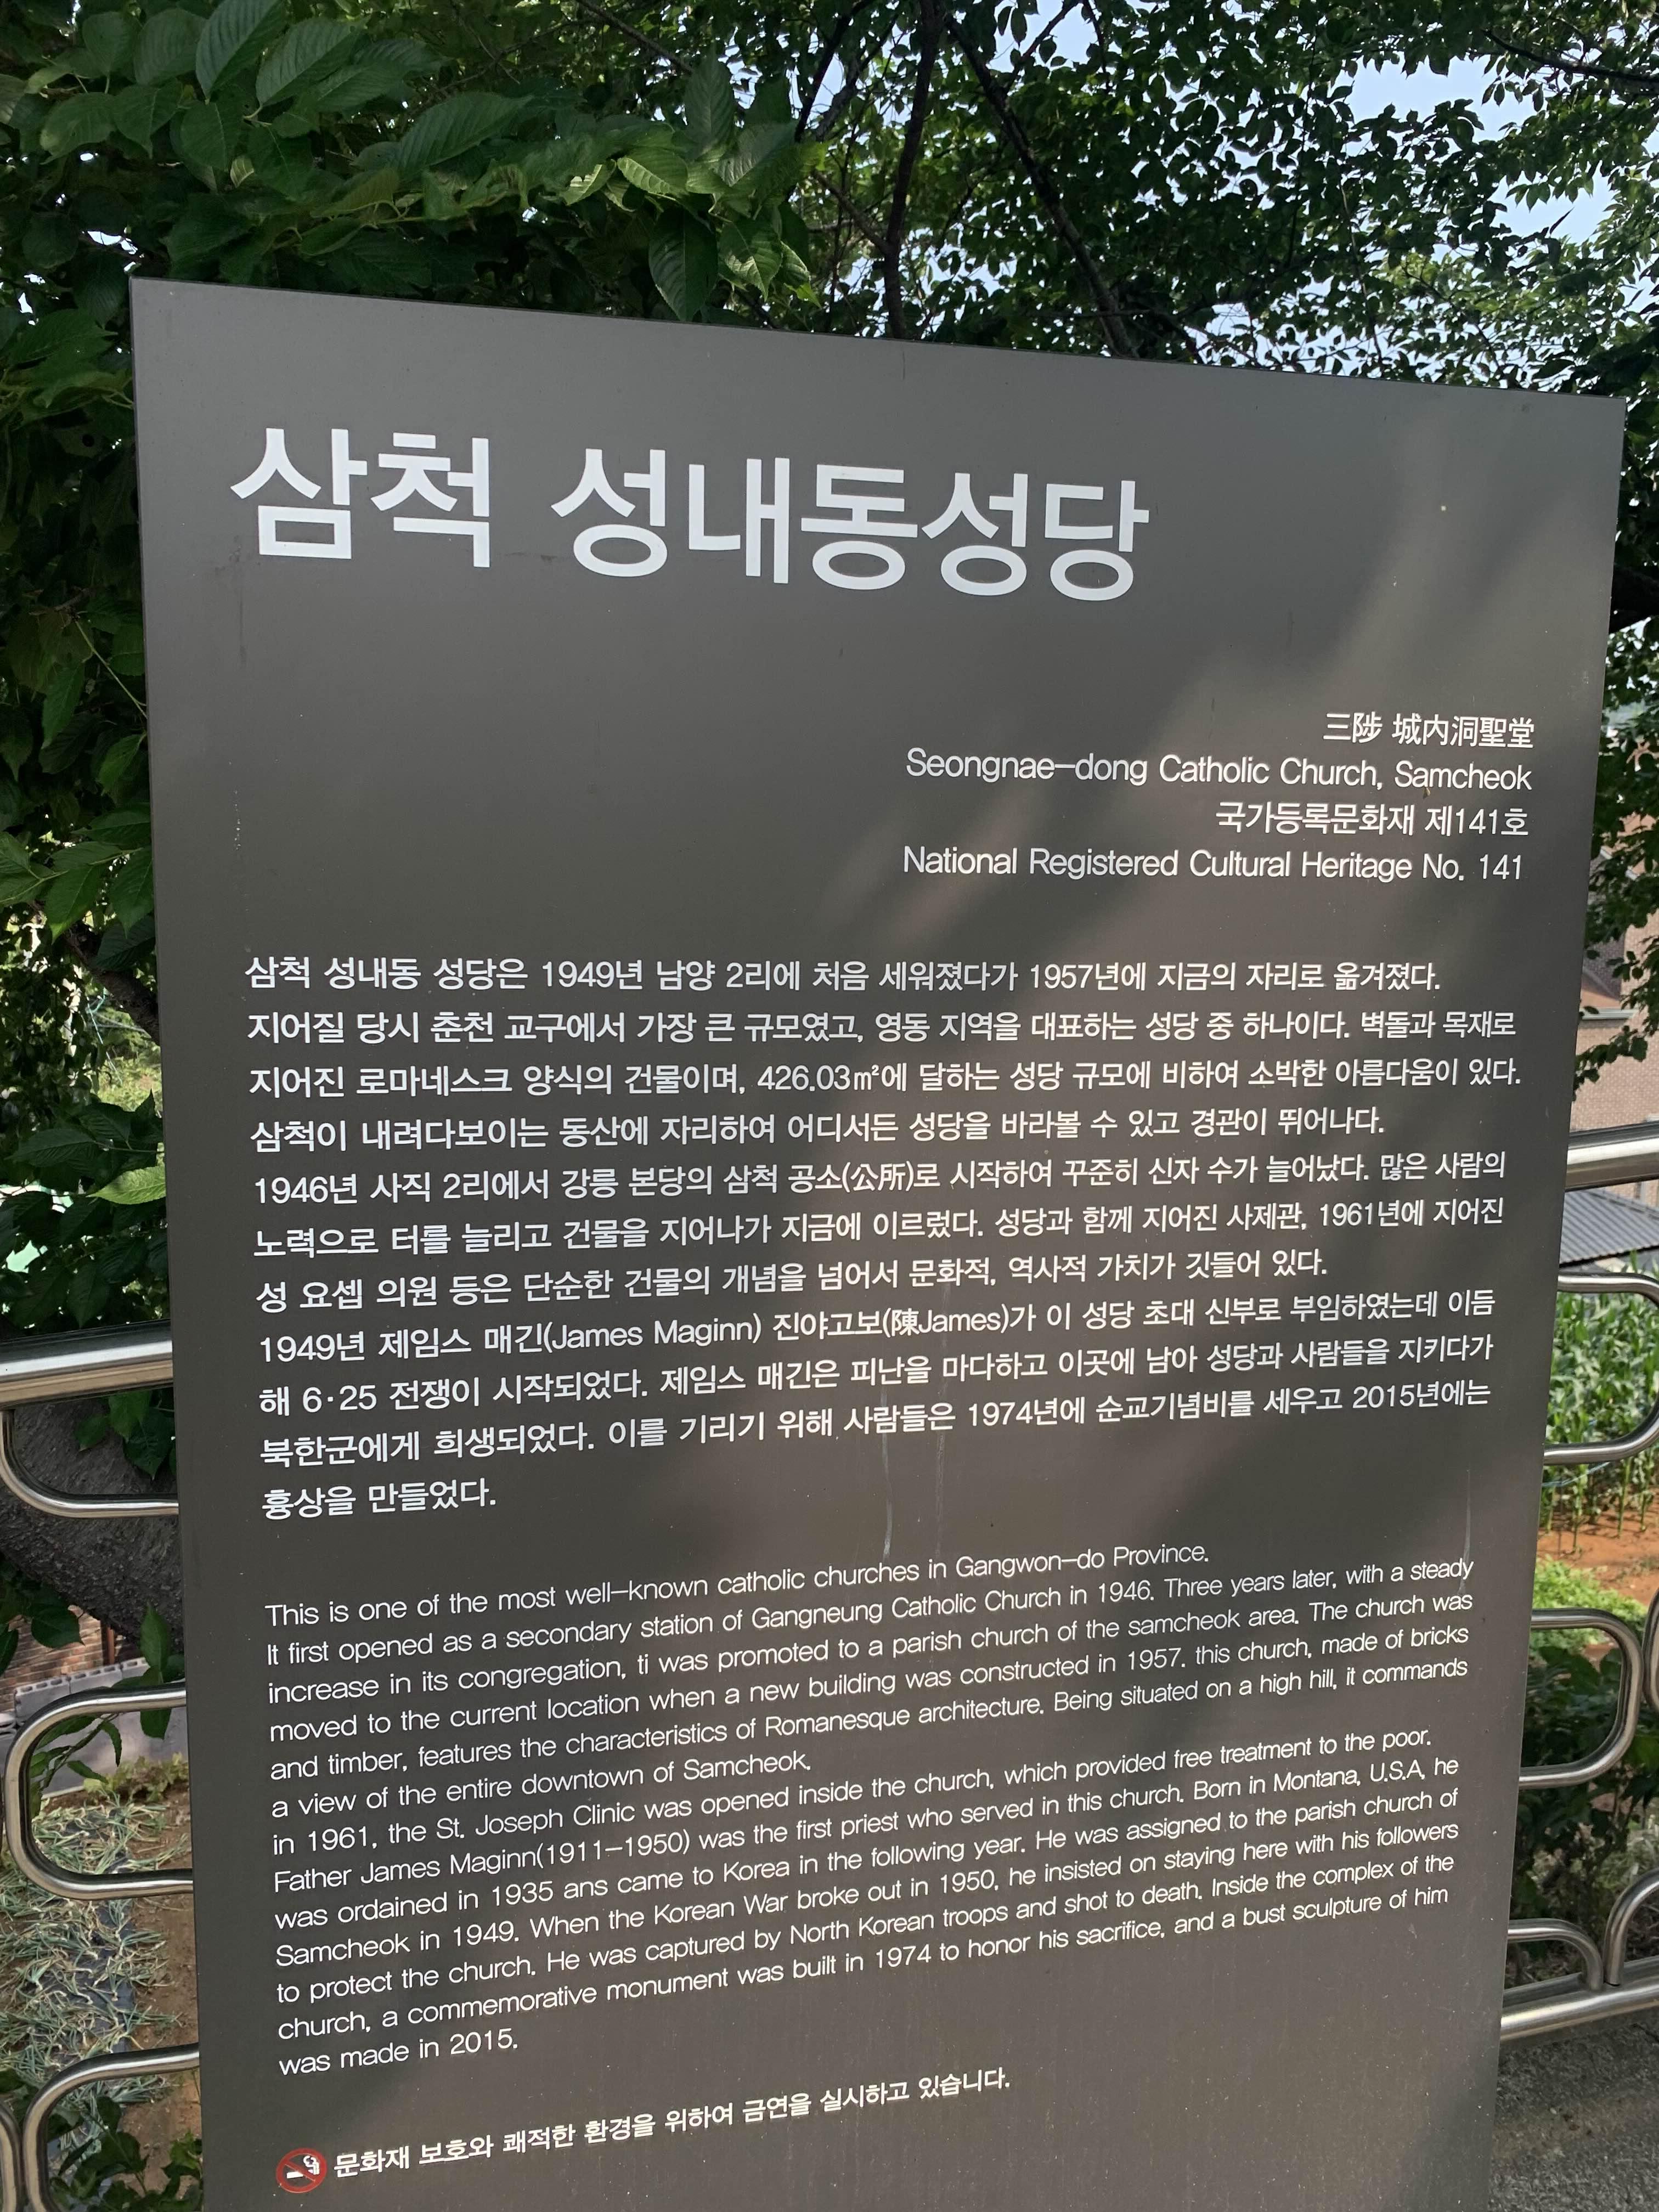 삼척 성내동성당
三陟 城内洞聖堂
Seongnae-dong Catholic Church, Samcheok
국가등록문화재 제141호
National Registered Cultural Heritage No. 141
삼척 성내동 성당은 1949년 남양 2리에 처음 세워졌다가 1957년에 지금의 자리로 옮겨졌다.
지어질 당시 춘천 교구에서 가장 큰 규모였고, 영동 지역을 대표하는 성당 중 하나이다. 벽돌과 목재로
지어진 로마네스크 양식의 건물이며, 426.03㎡에 달하는 성당 규모에 비하여 소박한 아름다움이 있다.
삼척이 내려다보이는 동산에 자리하여 어디서든 성당을 바라볼 수 있고 경관이 뛰어나다.
1946년 사직 2리에서 강릉 본당의 삼척 공소(公所)로 시작하여 꾸준히 신자 수가 늘어났다. 많은 사람의
노력으로 터를 늘리고 건물을 지어나가 지금에 이르렀다. 성당과 함께 지어진 사제관, 1961년에 지어진
성 요셉 의원 등은 단순한 건물의 개념을 넘어서 문화적, 역사적 가치가 깃들어 있다.
1949년 제임스 매긴(James Maginn) 진야고보(陳James)가 이 성당 초대 신부로 부임하였는데 이듬
해 6·25 전쟁이 시작되었다. 제임스 매긴은 피난을 마다하고 이곳에 남아 성당과 사람들을 지키다가
북한군에게 희생되었다. 이를 기리기 위해 사람들은 1974년에 순교기념비를 세우고 2015년에는
흉상을 만들었다.
This is one of the most well-known catholic churches in Gangwon-do Province.
It first opened as a secondary station of Gangneung Catholic Church in 1946. Three years later, with a steady
increase in its congregation, ti was promoted to a parish church of the samcheok area. The church was
moved to the current location when a new building was constructed in 1957. this church, made of bricks
and timber, features the characteristics of Romanesque architecture. Being situated on a high hill, it commands
a view of the entire downtown of Samcheok.
in 1961, the St. Joseph Clinic was opened inside the church, which provided free treatment to the poor.
Father James Maginn(1911-1950) was the first priest who served in this church. Born in Montana, U.S.A, he
was ordained in 1935 ans came to Korea in the following year. He was assigned to the parish church of
Samcheok in 1949. When the Korean War broke out in 1950, he insisted on staying here with his followers
to protect the church. He was captured by North Korean troops and shot to death. Inside the complex of the
church, a commemorative monument was built in 1974 to honor his sacrifice, and a bust sculpture of him
was made in 2015.
문화재 보호와 쾌적한 환경을 위하여 금연을 실시하고 있습니다.